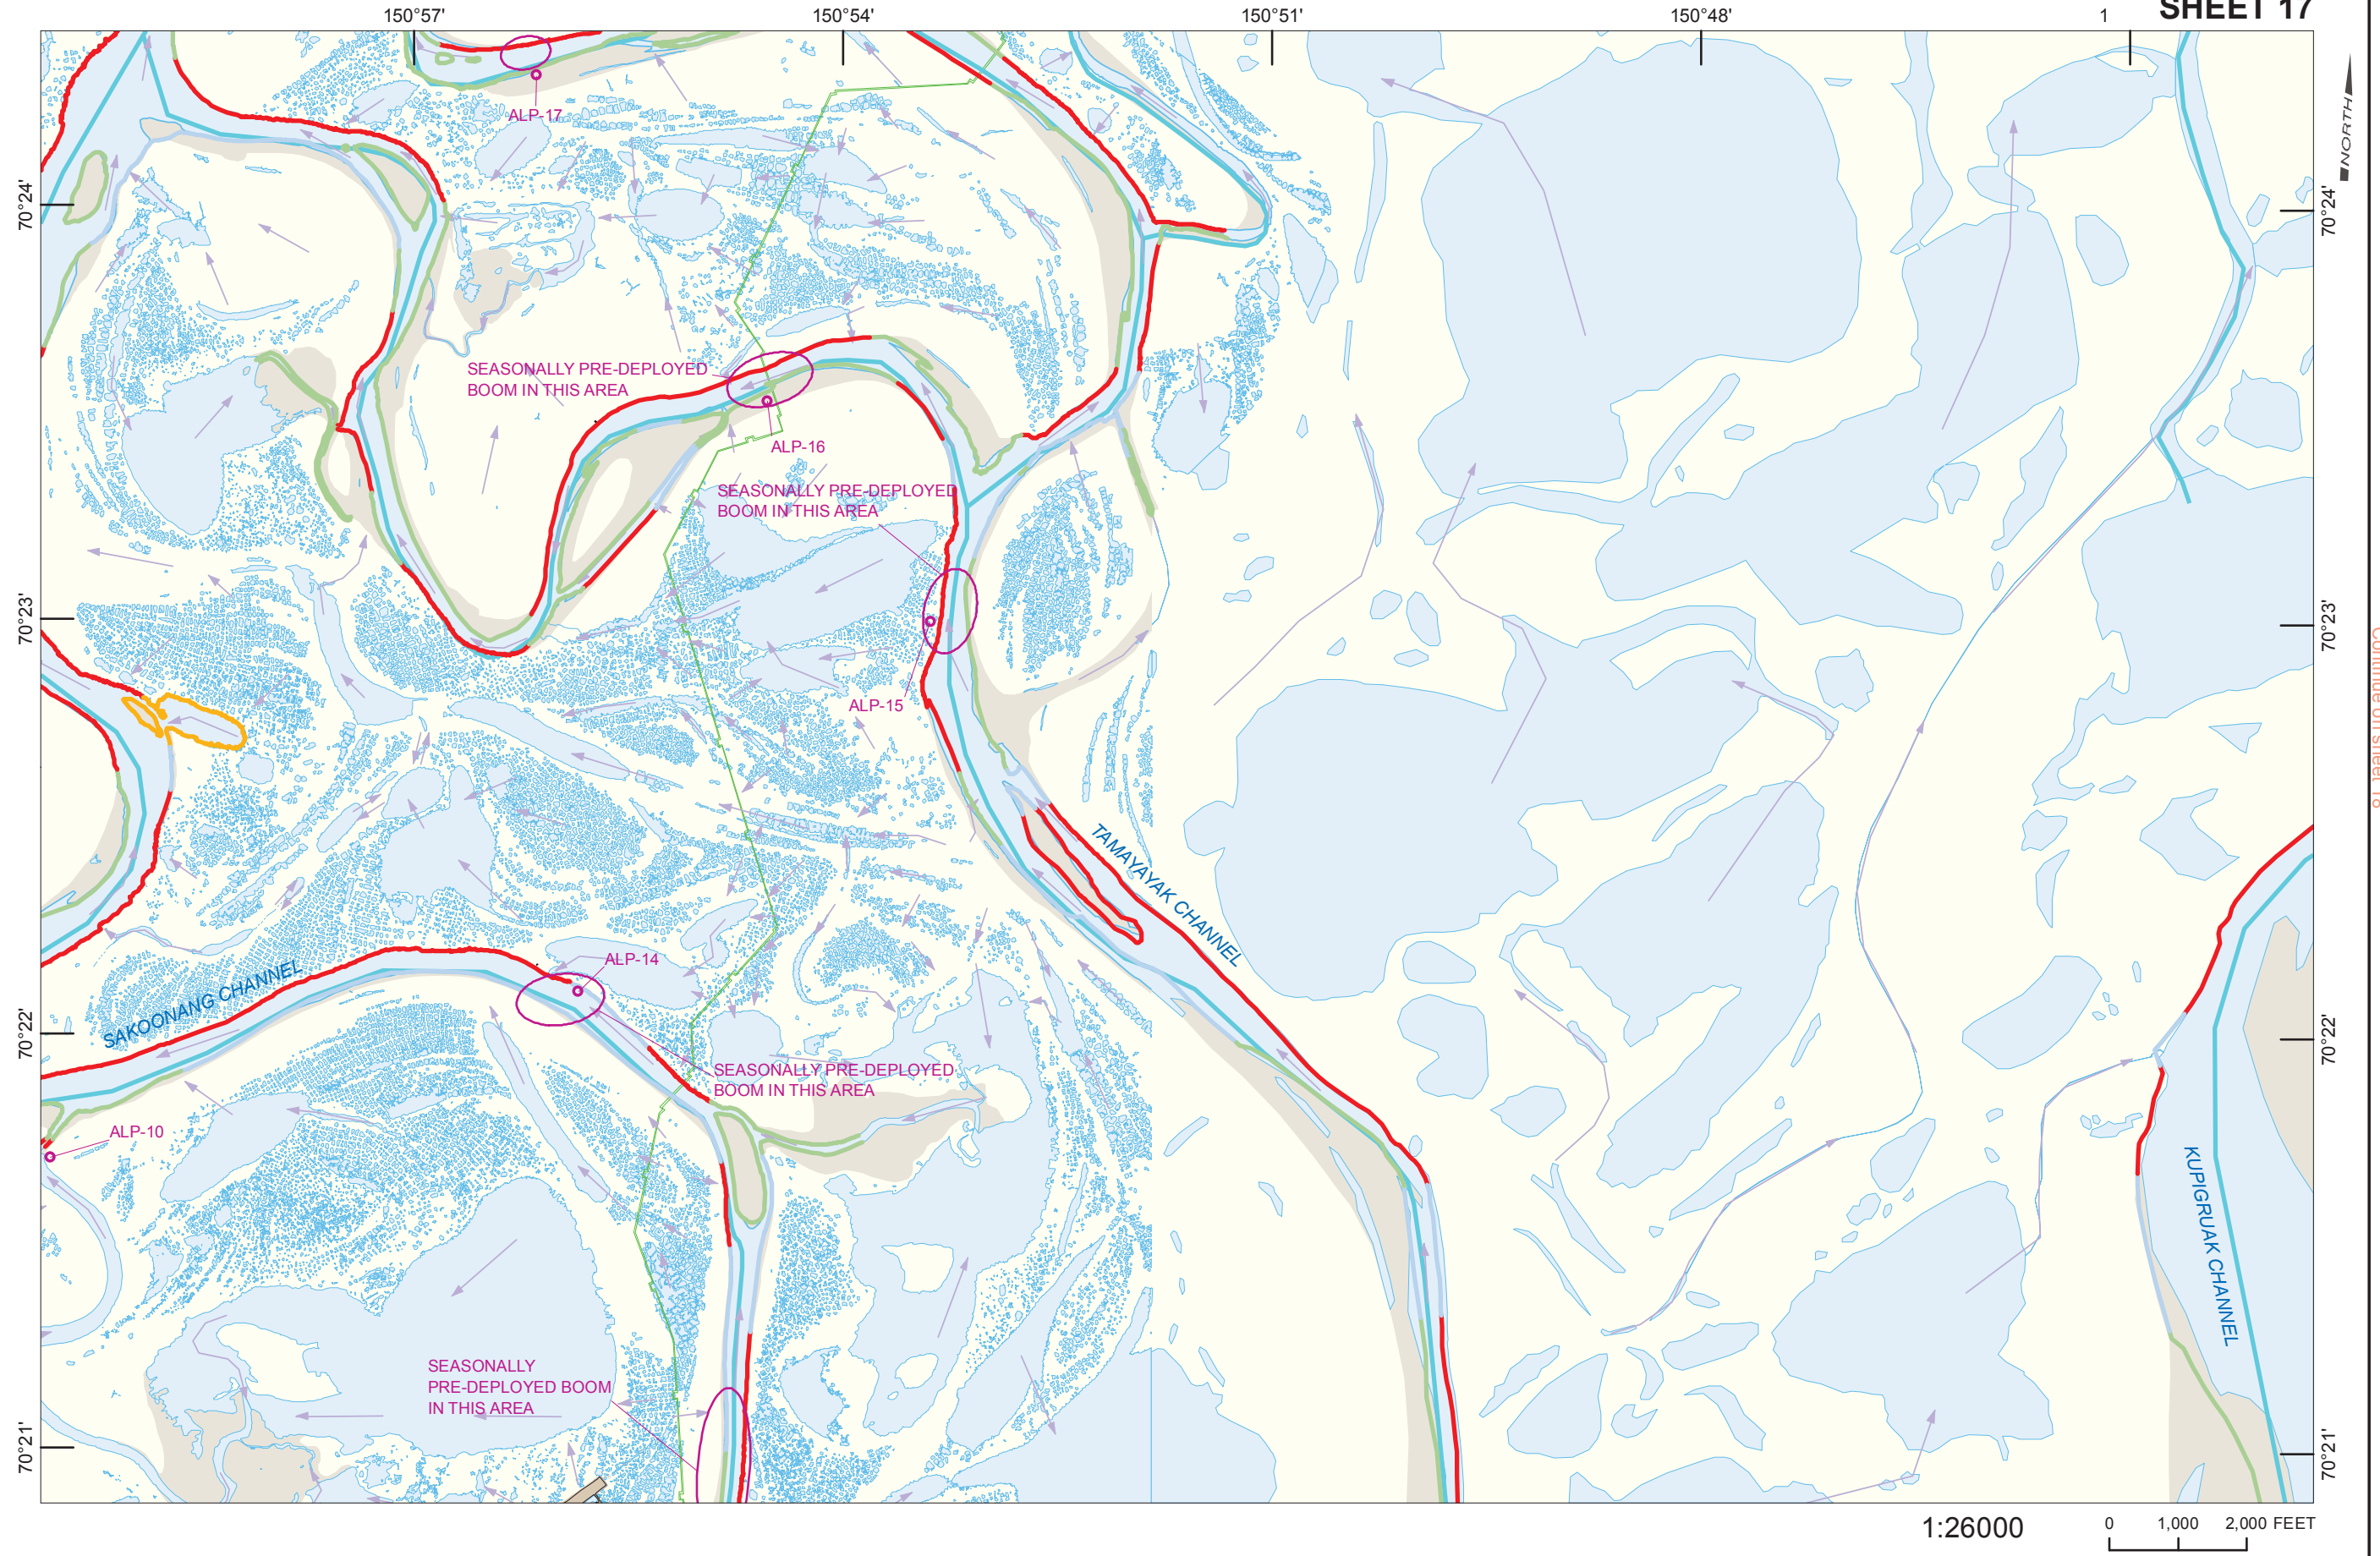 SHEET 17
150°57'
150°54'
150°51'
150°48'
1
NORTH
70°24'
70°24'
ALP-17
SEASONALLY PRE-DEPLOYED
BOOM IN THIS AREA
ALP-16
SEASONALLY PRE-DEPLOYED
BOOM IN THIS AREA
70°23'
70°23'
Continue on sheet 18
ALP-15
TAMAYAYAK CHANNEL
ALP-14
SAKOONANG CHANNEL
70°22'
70°22'
SEASONALLY PRE-DEPLOYED
BOOM IN THIS AREA
ALP-10
KUPIGRUAK CHANNEL
SEASONALLY
PRE-DEPLOYED BOOM
IN THIS AREA
70°21'
70°21'
1:26000
0 1,000 2,000 FEET